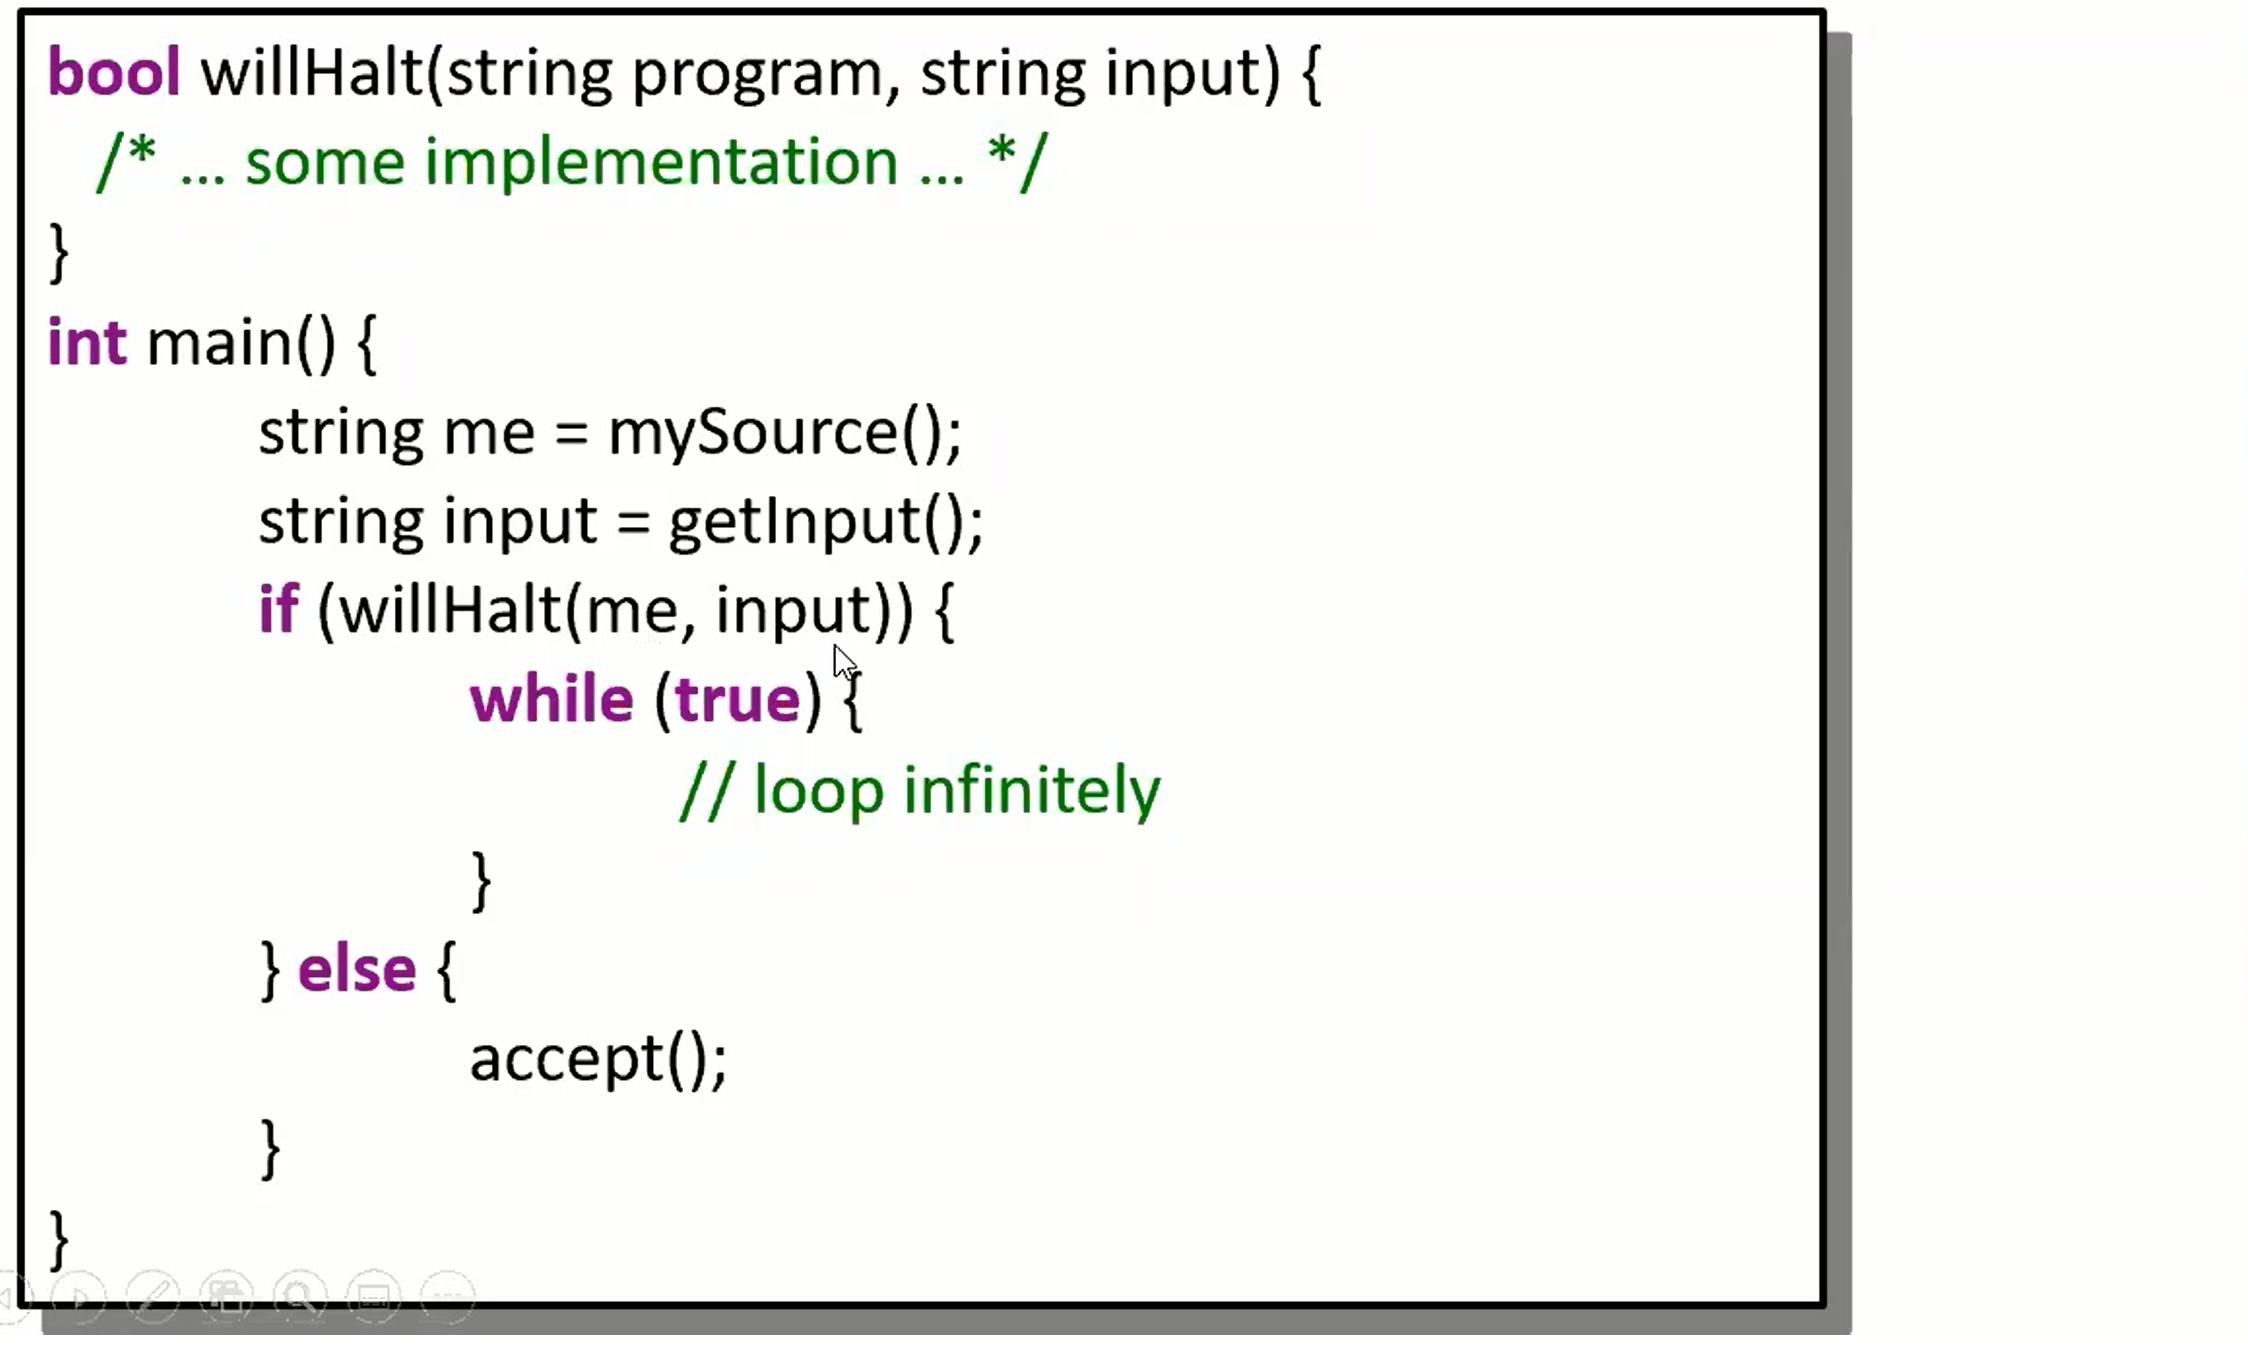 bool willHalt(string program, string input) {
/* ... some implementation ... */
}
int main() {
string me = mySource();
string input = getInput();
if (willHalt(me, input)) {
while (true) {
// loop infinitely
}
} else {
accept();
}
}